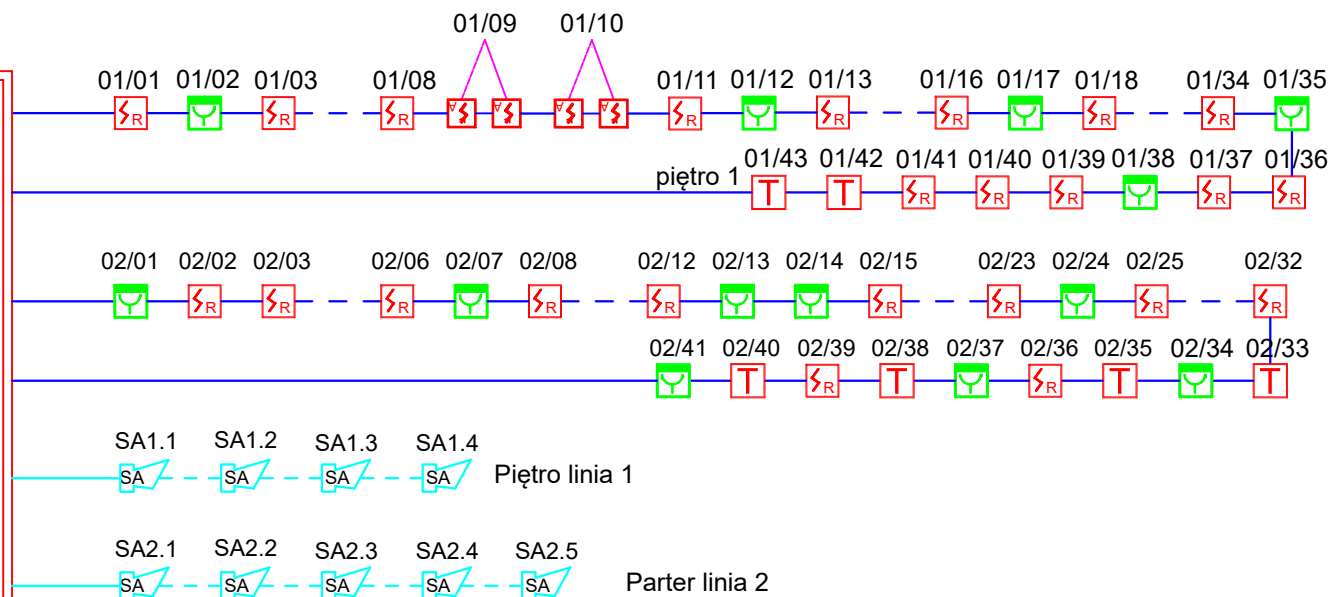 01/09 01/10
01/01 01/02 01/03 01/08 01/11 01/12 01/13 01/16 01/17 01/18 01/34 01/35
R R R A A A A R R R R R
01/43 01/42 01/41 01/40 01/39 01/38 01/37 01/36
piętro 1
T T R R R R R
02/01 02/02 02/03 02/06 02/07 02/08 02/12 02/13 02/14 02/15 02/23 02/24 02/25 02/32
R R R R R R R R R
02/41 02/40 02/39 02/38 02/37 02/36 02/35 02/34 02/33
T R T R T T
SA1.1 SA1.2 SA1.3 SA1.4
SA SA SA SA Piętro linia 1
SA2.1 SA2.2 SA2.3 SA2.4 SA2.5
SA SA SA SA SA Parter linia 2